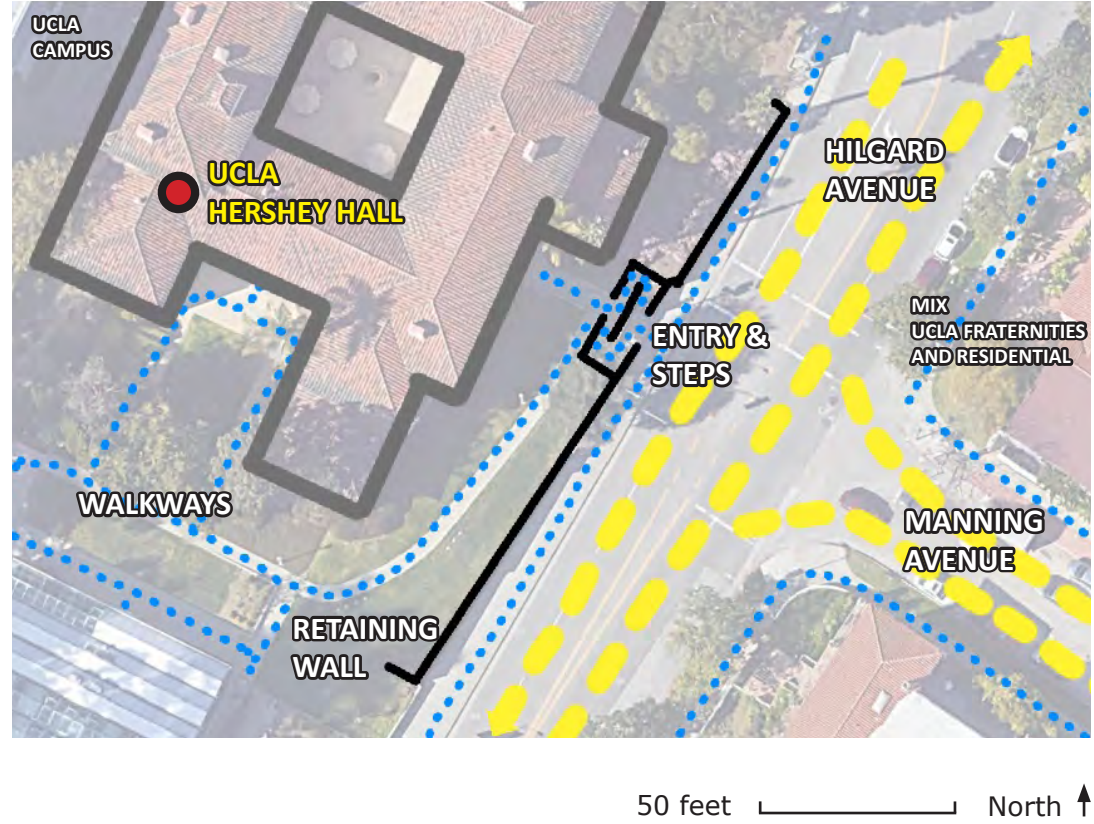 UCLA
CAMPUS
UCLA
HERSHEY HALL
HILGARD
AVENUE
MIX
UCLA FRATERNITIES
AND RESIDENTIAL
ENTRY &
STEPS
WALKWAYS
MANNING
AVENUE
RETAINING
WALL
50 feet
North